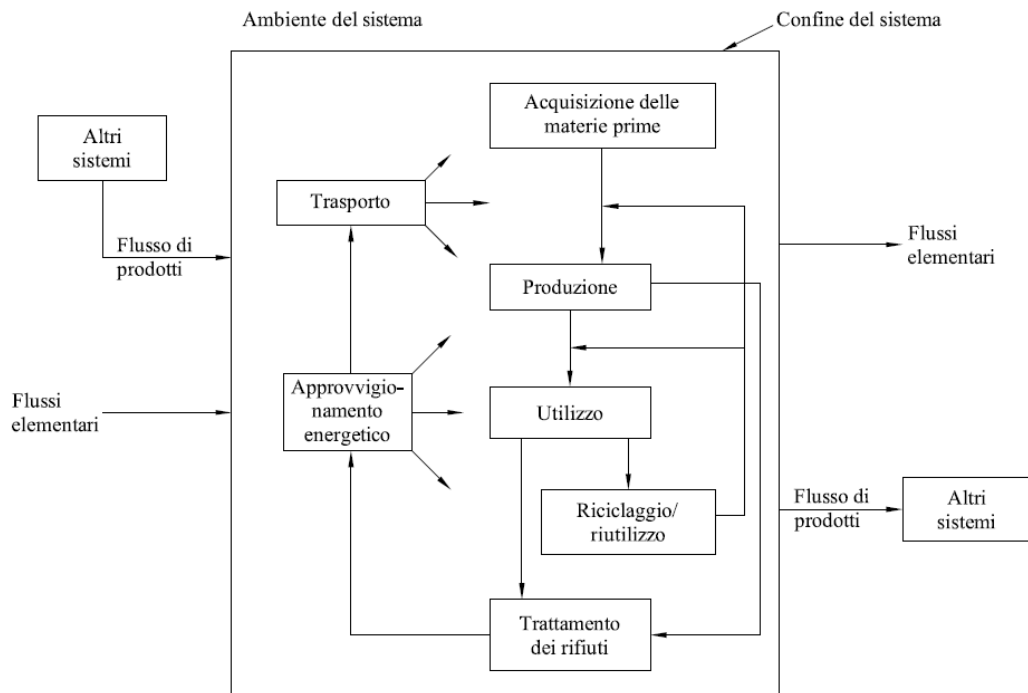 Ambiente del sistema
Confine del sistema
Acquisizione delle
materie prime
Altri
sistemi
Trasporto
Flusso di
prodotti
Flussi
elementari
Produzione
Approvvigio-
namento
energetico
Flussi
elementari
Utilizzo
Riciclaggio/
riutilizzo
Flusso di
prodotti
Altri
sistemi
Trattamento
dei rifiuti